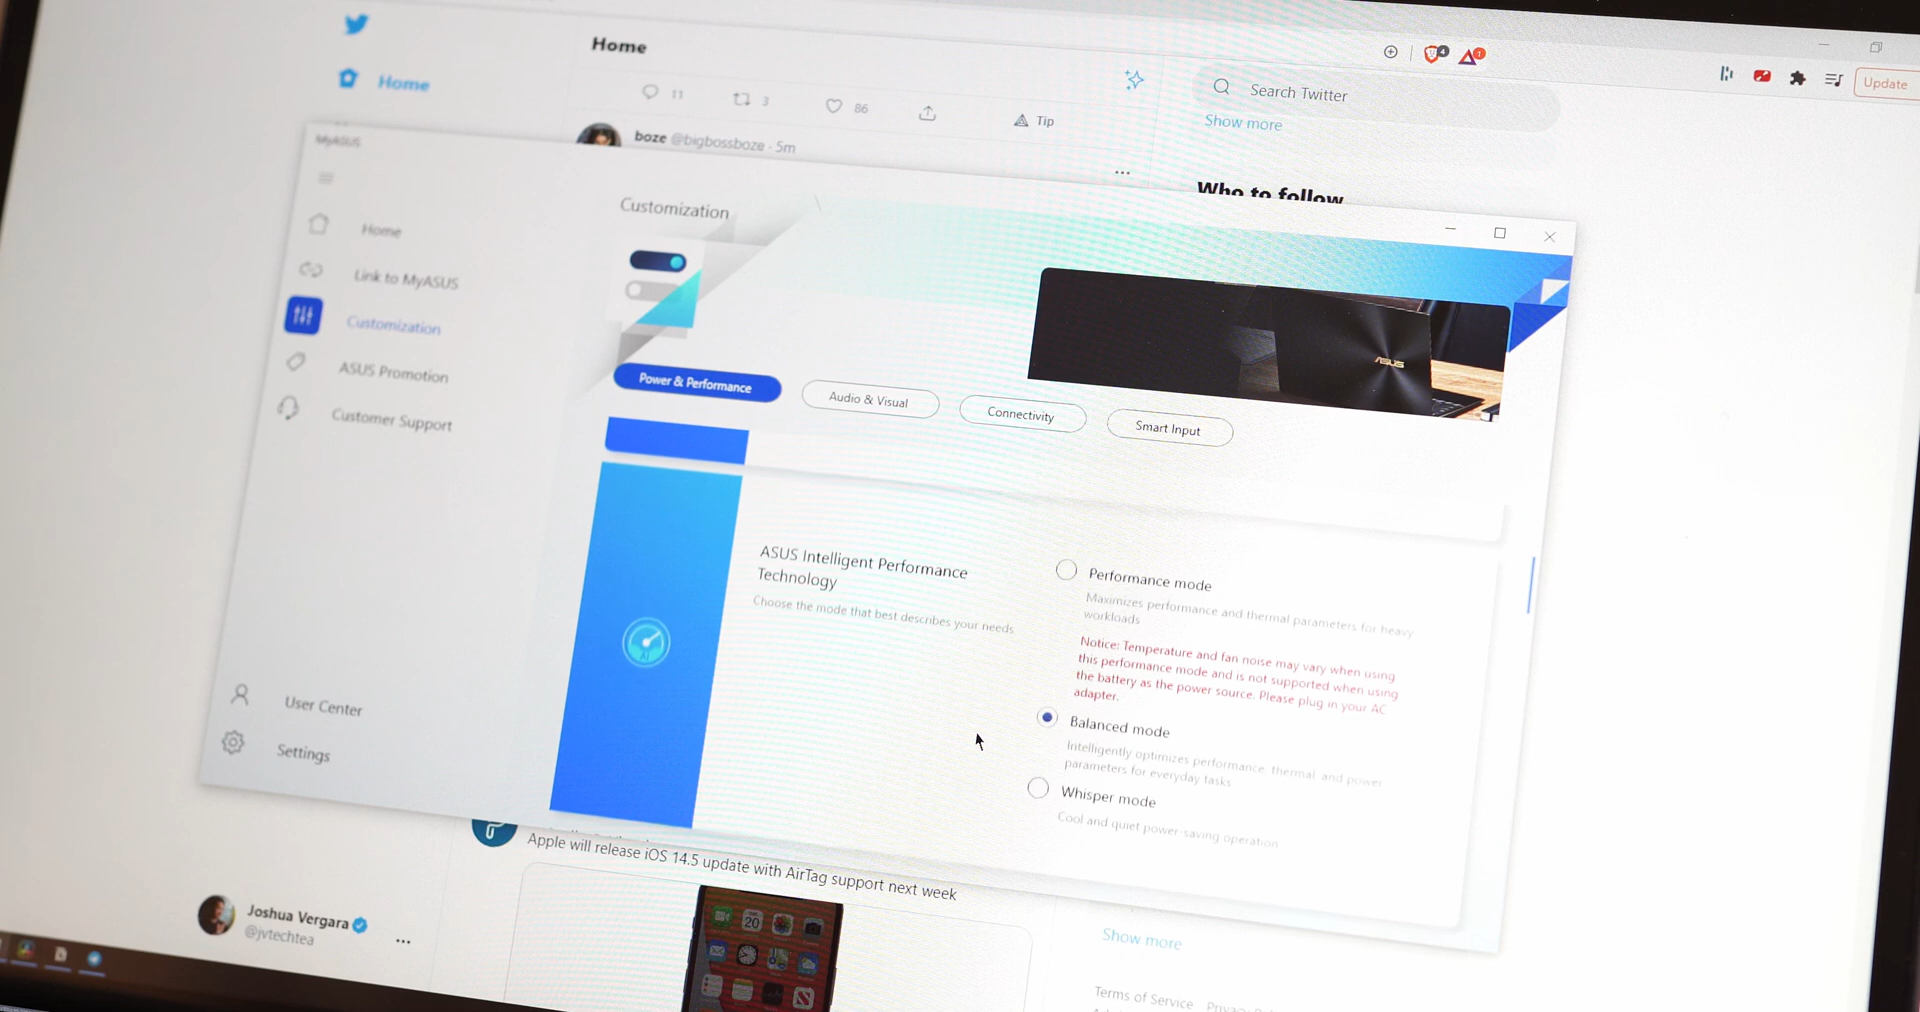 Home
Home
11
3
86
Tip
boze @bigbossboze · 5m
4
1
Search Twitter
Show more
Who to follow
Update
MyASUS
Home
Link to MyASUS
Customization
ASUS Promotion
Customer Support
User Center
Settings
Customization
ASUS
Power & Performance
Audio & Visual
Connectivity
Smart Input
ASUS Intelligent Performance
Technology
Choose the mode that best describes your needs
AI
Performance mode
Maximizes performance and thermal parameters for heavy
workloads
Notice: Temperature and fan noise may vary when using
this performance mode and is not supported when using
the battery as the power source. Please plug in your AC
adapter.
Balanced mode
Intelligently optimizes performance, thermal, and power
parameters for everyday tasks
Whisper mode
Cool and quiet power-saving operation
Apple will release iOS 14.5 update with AirTag support next week
20
Joshua Vergara
@jvtechtea
Show more
Terms of Service